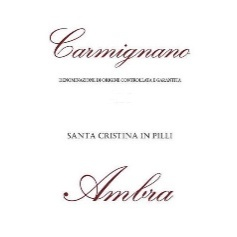 Carmignano
DENOMINAZIONE DI ORIGINE CONTROLLATA E GARANTITA
SANTA CRISTINA IN PILLI
Ambra